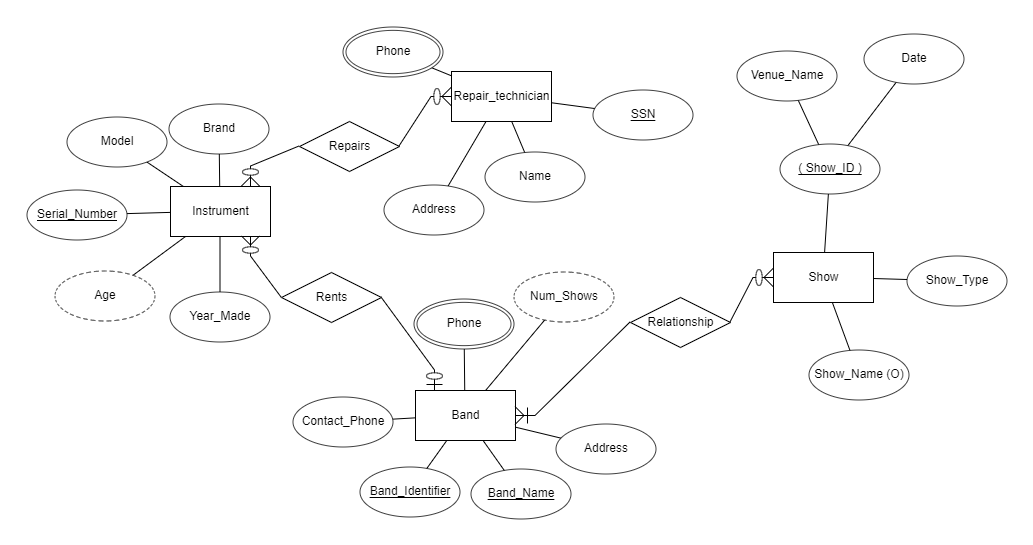 Phone
Venue_Name
Date
Repair_technician
SSN
Brand
Model
Repairs
( Show_ID )
Name
Serial_Number
Instrument
Address
Age
Rents
Num_Shows
Show
Show_Type
Year_Made
Phone
Relationship
Show_Name (O)
Contact_Phone
Band
Address
Band_Identifier
Band_Name